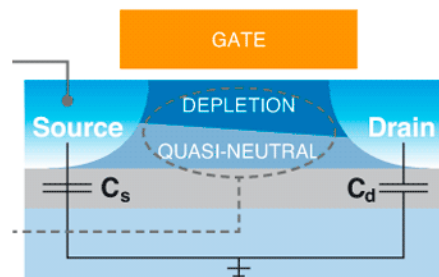 GATE
DEPLETION
Source
Drain
QUASI-NEUTRAL
Cs
Cd